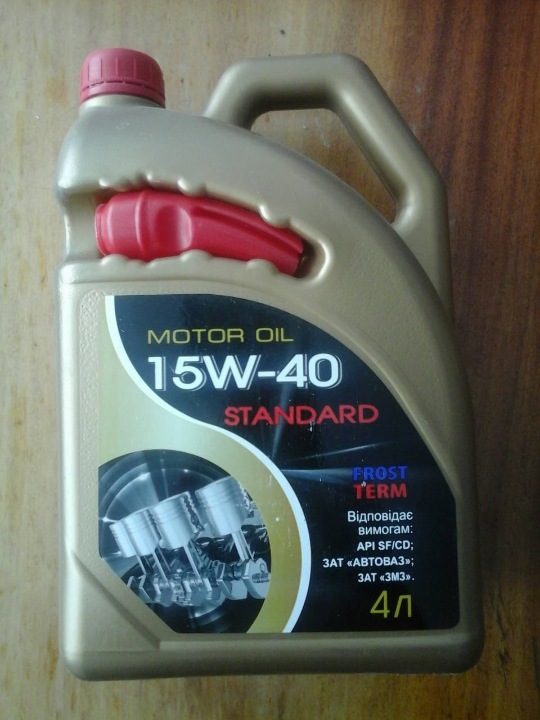 MOTOR OIL
15W-40
STANDARD
FROST
TERM
Відповідає
вимогам:
API SF/CD;
ЗАТ «АВТОВАЗ»;
ЗАТ «ЗМЗ».
4л